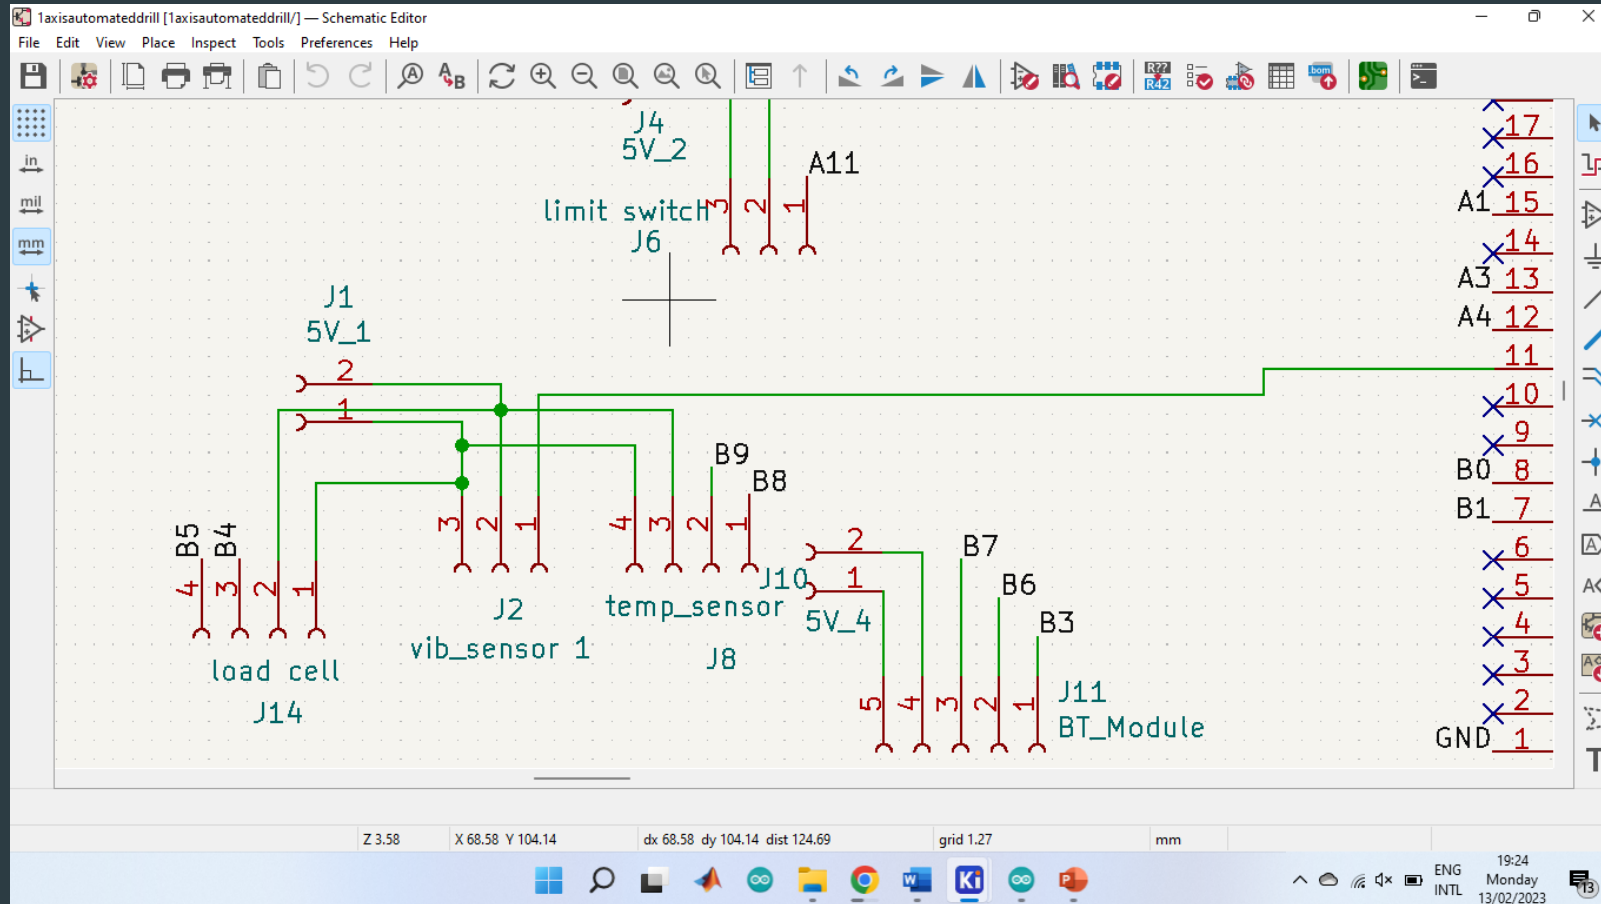 1axisautomateddrill [1axisautomateddrill/] — Schematic Editor
File Edit View Place Inspect Tools Preferences Help
A
A B
R??
R42
bom
>_
in
mil
mm
J4
5V_2
A11
limit switch
3 2 1
J6
J1
5V_1
2
1
B9
B8
B5 B4
4 3 2 1
3 2 1
4 3 2 1
J2
vib_sensor 1
J10
temp_sensor
J8
load cell
J14
2
1
5V_4
B7
B6
B3
5 4 3 2 1
J11
BT_Module
17
16
A1 15
14
A3 13
A4 12
11
10
9
B0 8
B1 7
6
5
4
3
2
GND 1
A
A
T
Z 3.58 X 68.58 Y 104.14 dx 68.58 dy 104.14 dist 124.69 grid 1.27 mm
W Ki P
ENG
INTL
19:24
Monday
13/02/2023
13